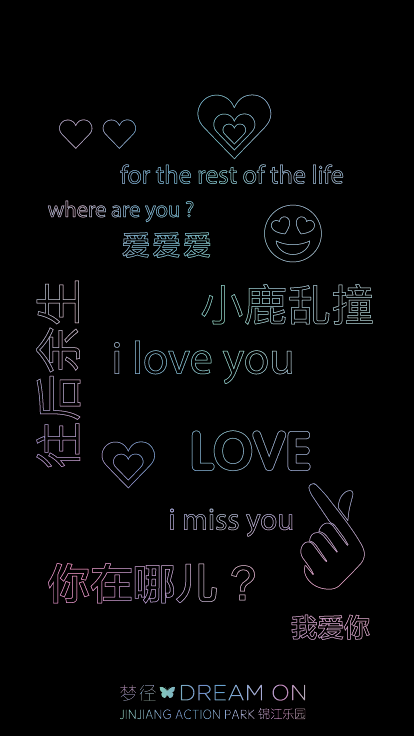 for the rest of the life
where are you ?
爱爱爱
小鹿乱撞
往后余生
i love you
LOVE
i miss you
你在哪儿？
我爱你
梦径 DREAM ON
JINJIANG ACTION PARK 锦江乐园